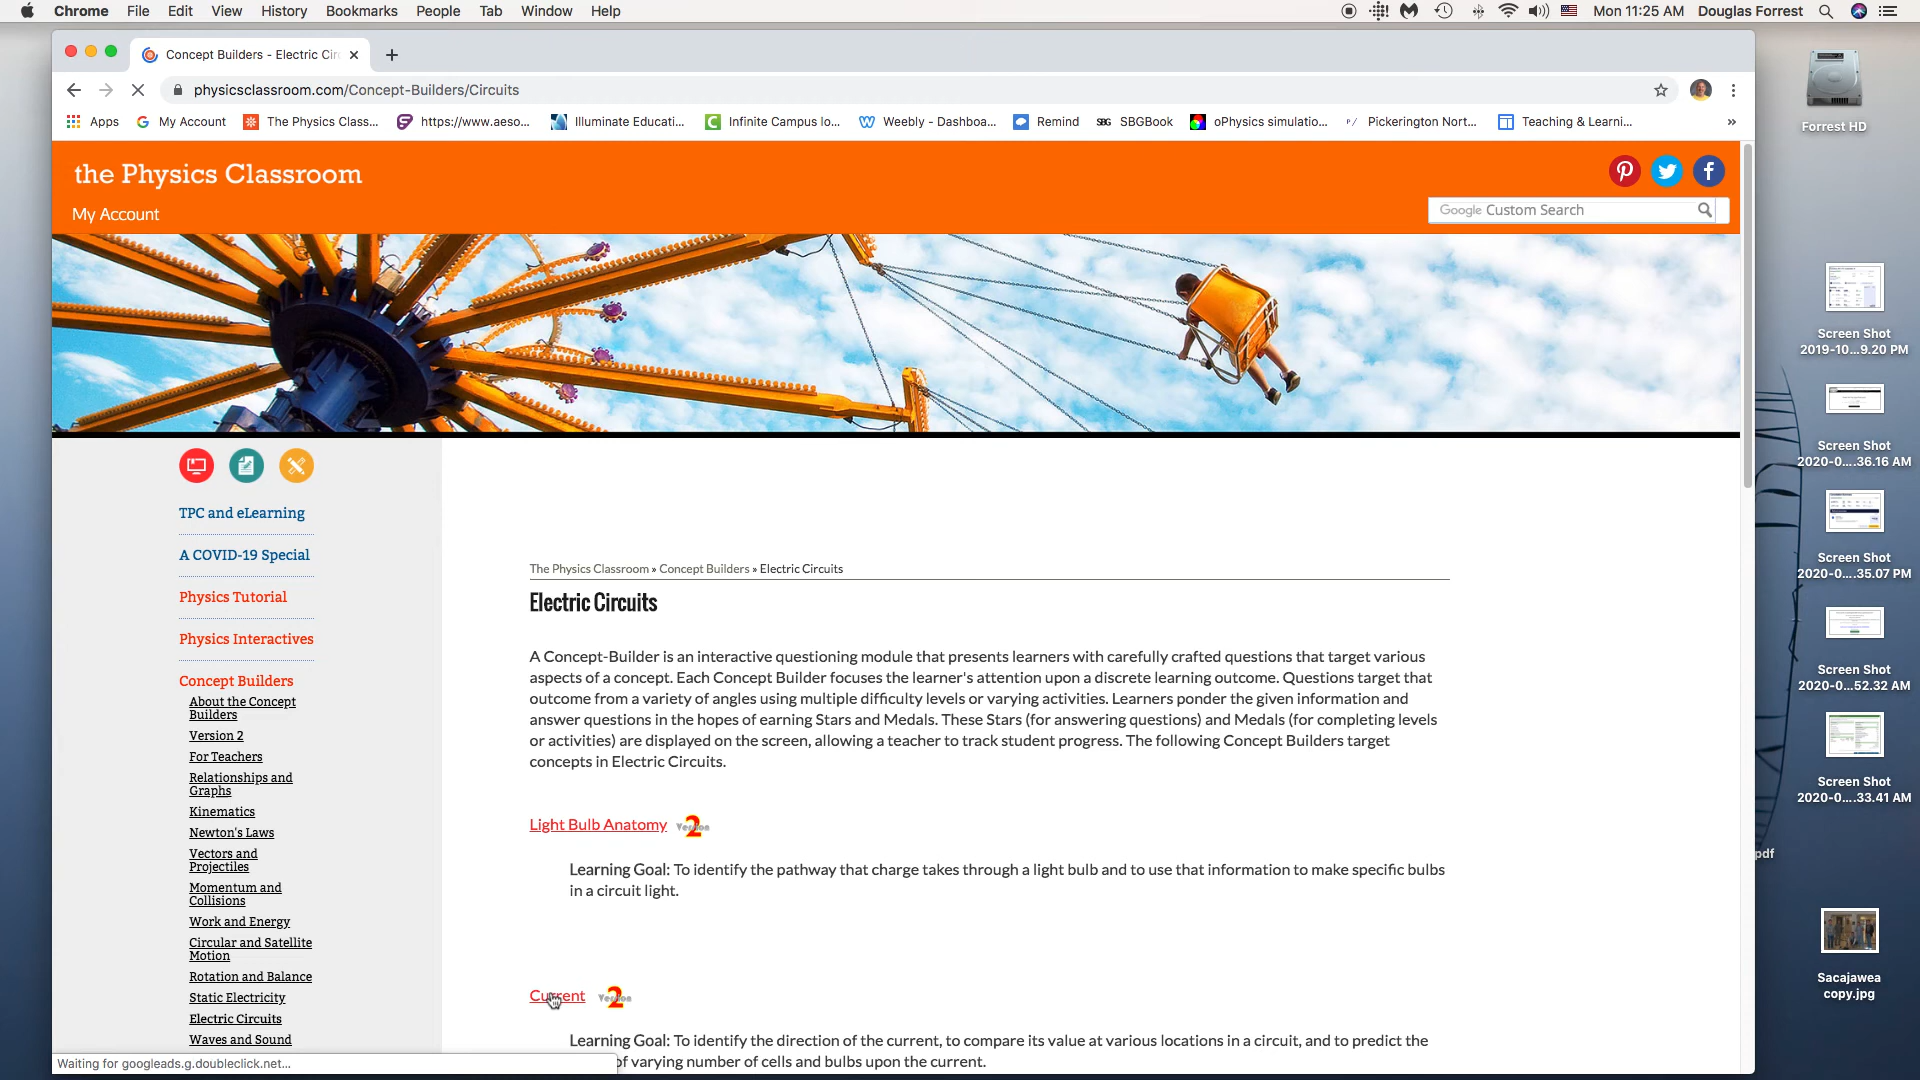 Chrome File Edit View History Bookmarks People Tab Window Help Mon 11:25 AM Douglas Forrest
Concept Builders - Electric Cir
physicsclassroom.com/Concept-Builders/Circuits
Apps My Account The Physics Class... https://www.aeso... Illuminate Educati... Infinite Campus lo... Weebly - Dashboa... Remind SBG SBGBook oPhysics simulatio... Pickerington Nort... Teaching & Learni... »
the Physics Classroom
My Account
Google Custom Search
TPC and eLearning
A COVID-19 Special
Physics Tutorial
Physics Interactives
Concept Builders
About the Concept
Builders
Version 2
For Teachers
Relationships and
Graphs
Kinematics
Newton's Laws
Vectors and
Projectiles
Momentum and
Collisions
Work and Energy
Circular and Satellite
Motion
Rotation and Balance
Static Electricity
Electric Circuits
Waves and Sound
The Physics Classroom » Concept Builders » Electric Circuits
Electric Circuits
A Concept-Builder is an interactive questioning module that presents learners with carefully crafted questions that target various
aspects of a concept. Each Concept Builder focuses the learner's attention upon a discrete learning outcome. Questions target that
outcome from a variety of angles using multiple difficulty levels or varying activities. Learners ponder the given information and
answer questions in the hopes of earning Stars and Medals. These Stars (for answering questions) and Medals (for completing levels
or activities) are displayed on the screen, allowing a teacher to track student progress. The following Concept Builders target
concepts in Electric Circuits.
Light Bulb Anatomy Version 2
Learning Goal: To identify the pathway that charge takes through a light bulb and to use that information to make specific bulbs
in a circuit light.
Current Version 2
Learning Goal: To identify the direction of the current, to compare its value at various locations in a circuit, and to predict the
of varying number of cells and bulbs upon the current.
Waiting for googleads.g.doubleclick.net...
Forrest HD
Screen Shot
2019-10...9.20 PM
Screen Shot
2020-0....36.16 AM
Screen Shot
2020-0....35.07 PM
Screen Shot
2020-0....52.32 AM
Screen Shot
2020-0....33.41 AM
pdf
Sacajawea
copy.jpg